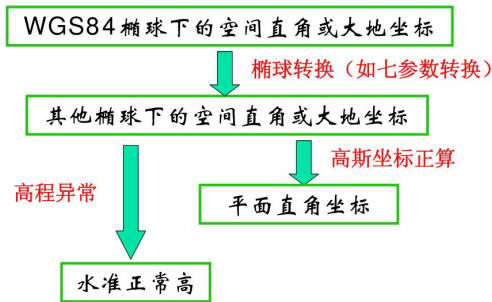 WGS84椭球下的空间直角或大地坐标
椭球转换（如七参数转换）
其他椭球下的空间直角或大地坐标
高斯坐标正算
高程异常
平面直角坐标
水准正常高